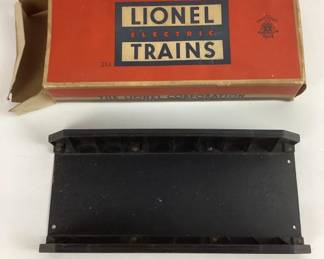 LIONEL
ELECTRIC
TRAINS
THE LIONEL CORPORATION